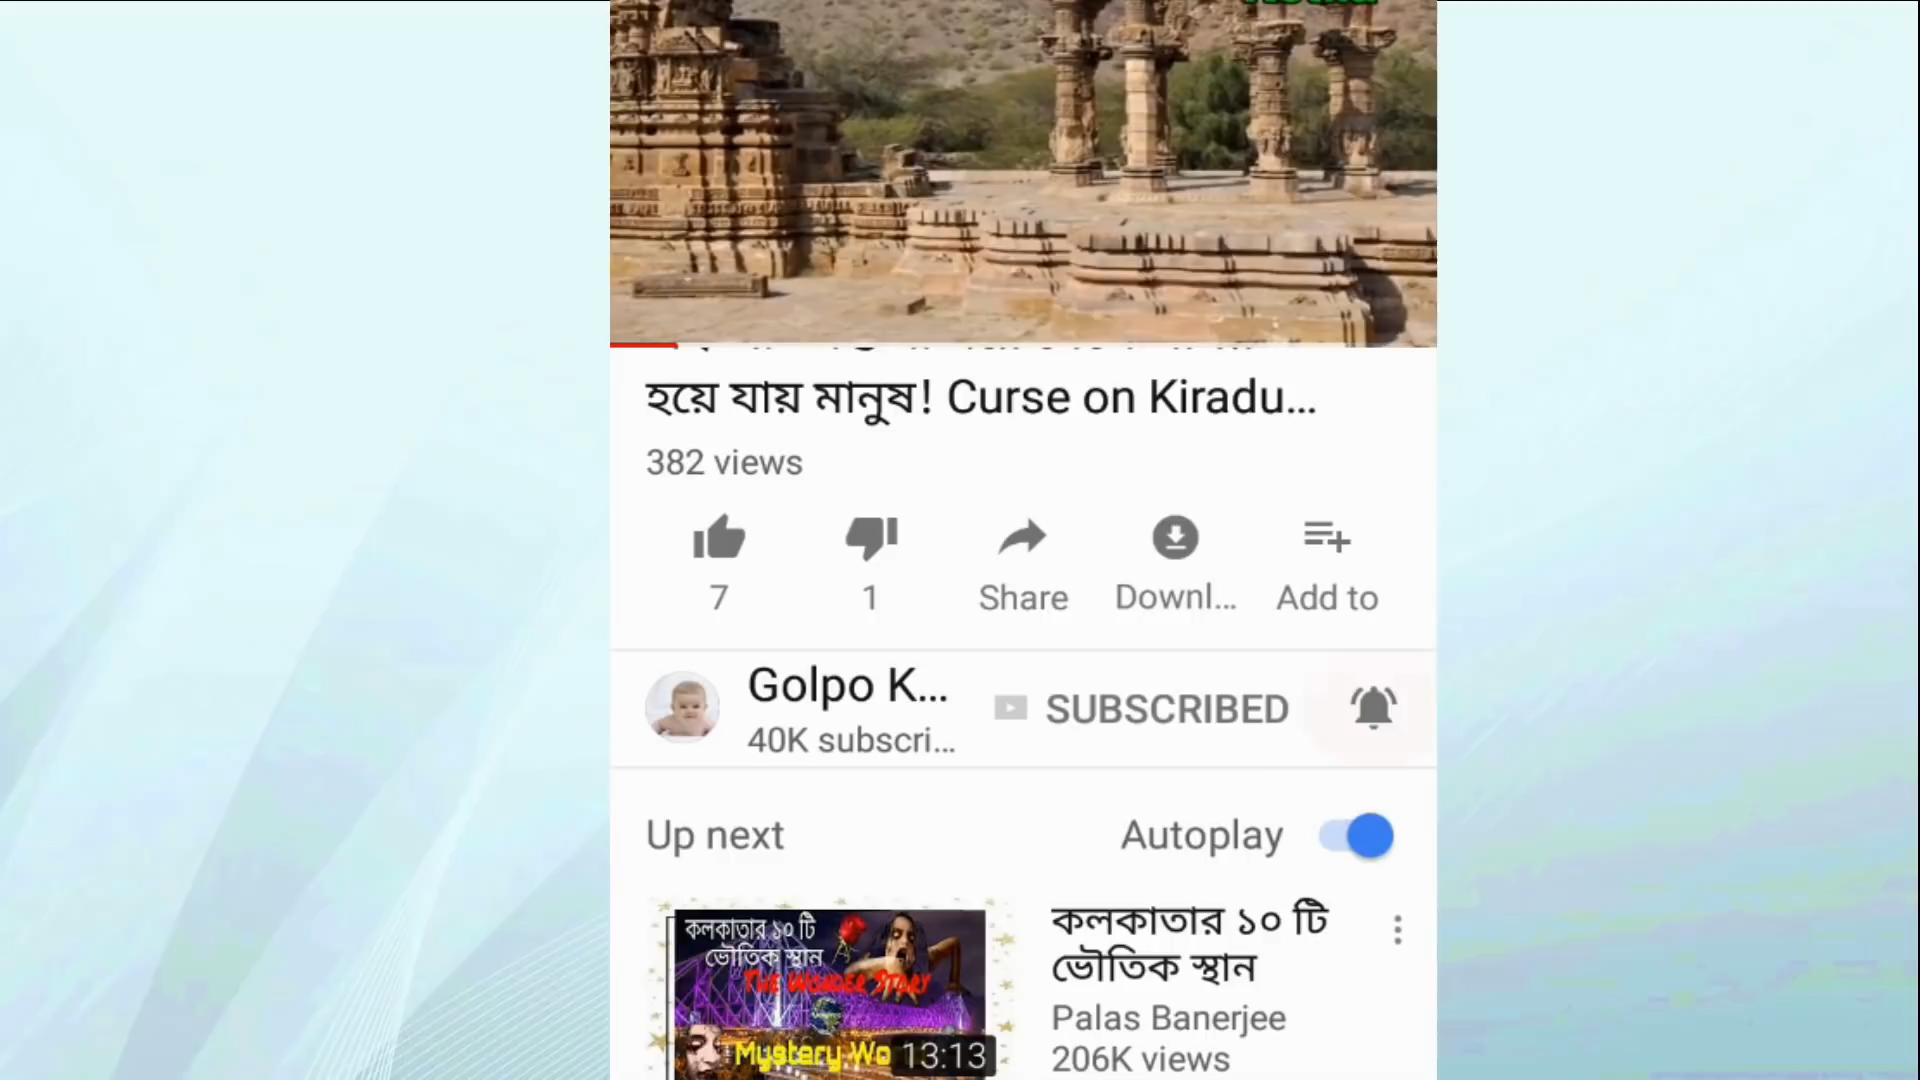 হয়ে যায় মানুষ! Curse on Kiradu...
382 views
7
1
Share
Downl...
Add to
Golpo K...
40K subscri...
SUBSCRIBED
Up next
Autoplay
কলকাতার ১০ টি
ভৌতিক স্থান
THE WONDER STORY
Mystery Wo
13:13
কলকাতার ১০ টি
ভৌতিক স্থান
Palas Banerjee
206K views